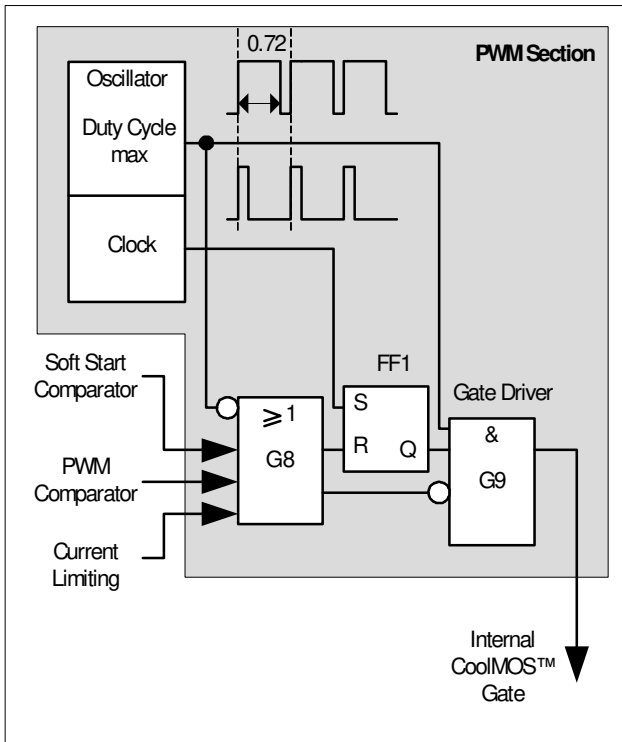 0.72
PWM Section
Oscillator
Duty Cycle
max
Clock
Soft Start
Comparator
PWM
Comparator
Current
Limiting
≥1
G8
FF1
S
R
Q
Gate Driver
&
G9
Internal
CoolMOS™
Gate